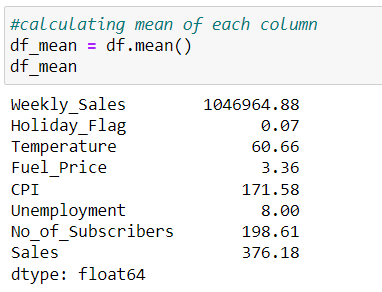 #calculating mean of each column
df_mean = df.mean()
df_mean
Weekly_Sales 1046964.88
Holiday_Flag 0.07
Temperature 60.66
Fuel_Price 3.36
CPI 171.58
Unemployment 8.00
No_of_Subscribers 198.61
Sales 376.18
dtype: float64